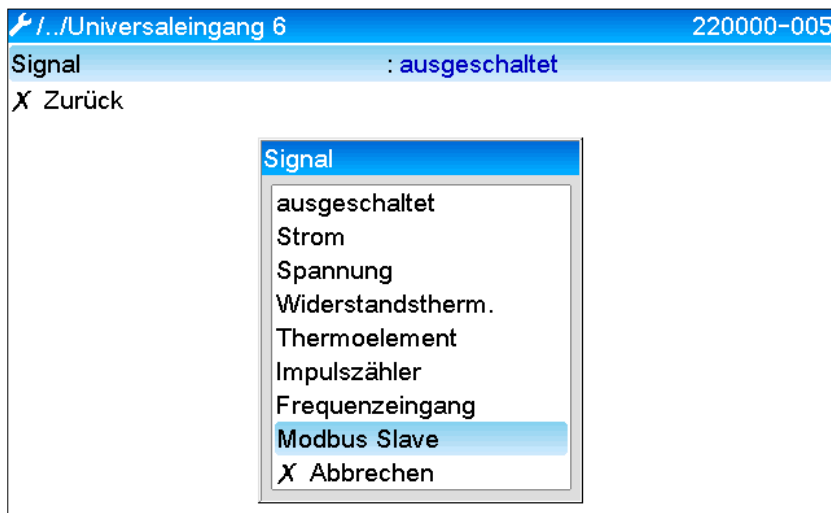 /../Universaleingang 6 220000-005
Signal : ausgeschaltet
X Zurück
Signal
ausgeschaltet
Strom
Spannung
Widerstandstherm.
Thermoelement
Impulszähler
Frequenzeingang
Modbus Slave
X Abbrechen